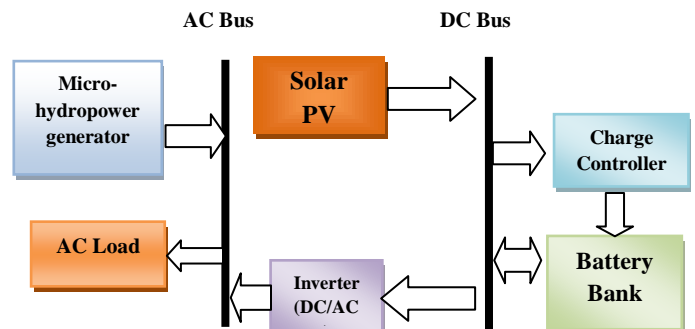 AC Bus
DC Bus
Micro-
hydropower
generator
Solar
PV
Charge
Controller
AC Load
Inverter
(DC/AC
Battery
Bank